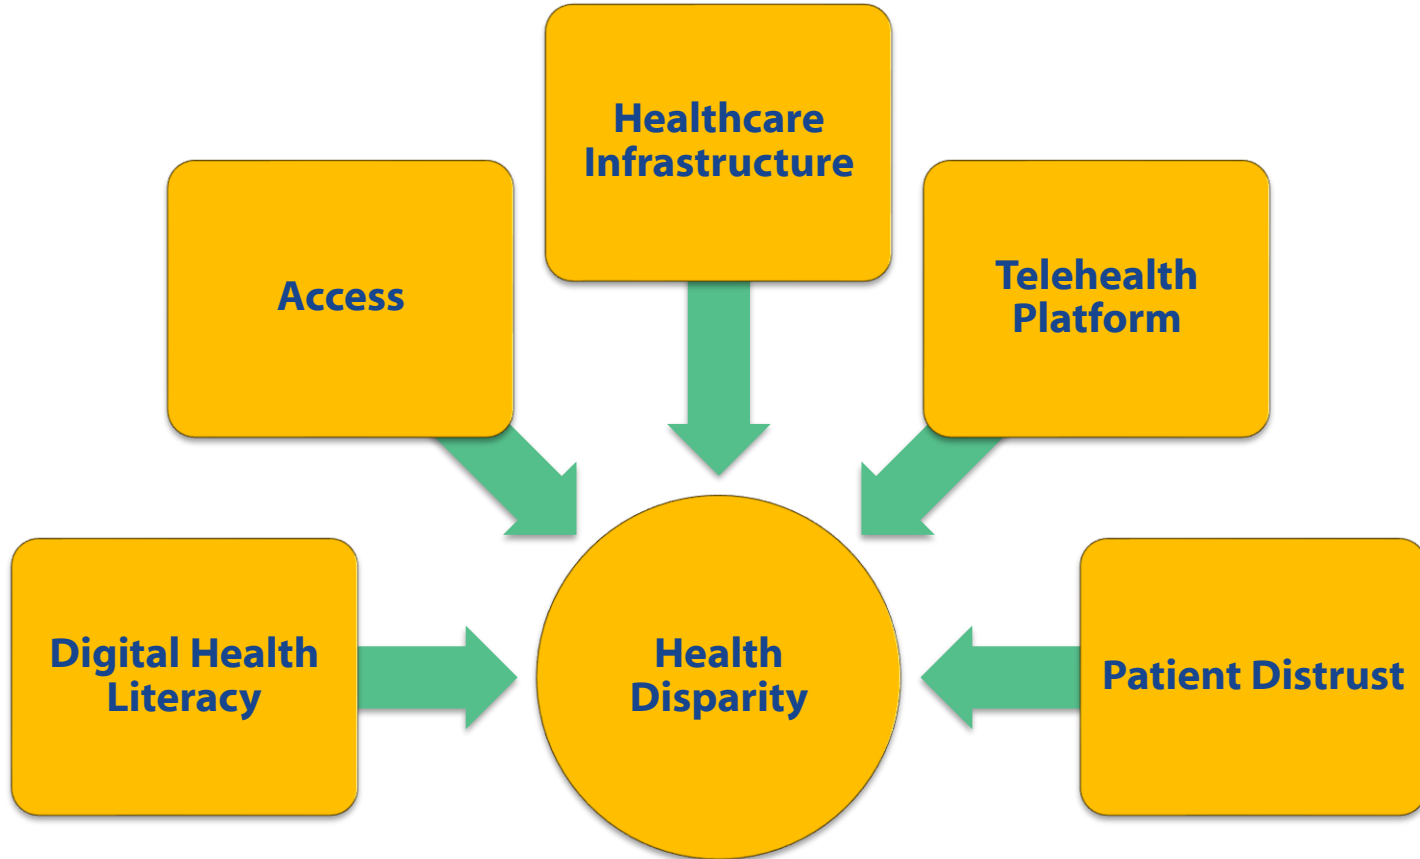 Healthcare
Infrastructure
Access
Telehealth
Platform
Digital Health
Literacy
Health
Disparity
Patient Distrust